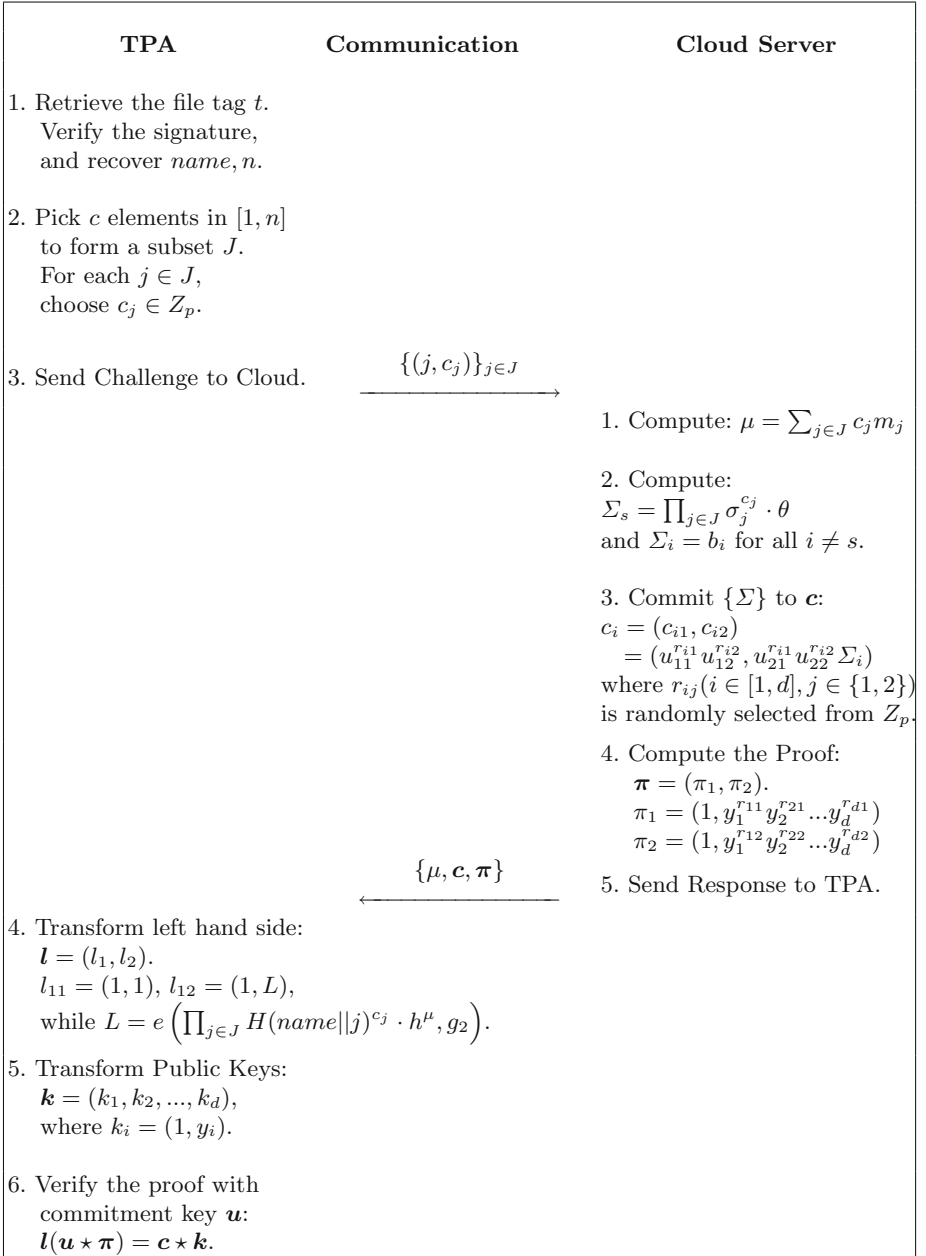 TPA Communication Cloud Server
1. Retrieve the file tag t.
Verify the signature,
and recover name, n.
2. Pick c elements in [1, n]
to form a subset J.
For each j ∈ J,
choose c_j ∈ Z_p.
3. Send Challenge to Cloud.
{(j, c_j)}_{j∈J}
1. Compute: μ = ∑_{j∈J} c_j m_j
2. Compute:
Σ_s = ∏_{j∈J} σ_j^{c_j} · θ
and Σ_i = b_i for all i ≠ s.
3. Commit {Σ} to c:
c_i = (c_{i1}, c_{i2})
= (u_{11}^{r_{i1}} u_{12}^{r_{i2}}, u_{21}^{r_{i1}} u_{22}^{r_{i2}} Σ_i)
where r_{ij}(i ∈ [1, d], j ∈ {1, 2})
is randomly selected from Z_p.
4. Compute the Proof:
π = (π_1, π_2).
π_1 = (1, y_1^{r_{11}} y_2^{r_{21}}...y_d^{r_{d1}})
π_2 = (1, y_1^{r_{12}} y_2^{r_{22}}...y_d^{r_{d2}})
{μ, c, π}
5. Send Response to TPA.
4. Transform left hand side:
l = (l_1, l_2).
l_{11} = (1, 1), l_{12} = (1, L),
while L = e(∏_{j∈J} H(name||j)^{c_j} · h^μ, g_2).
5. Transform Public Keys:
k = (k_1, k_2, ..., k_d),
where k_i = (1, y_i).
6. Verify the proof with
commitment key u:
l(u ⋆ π) = c ⋆ k.